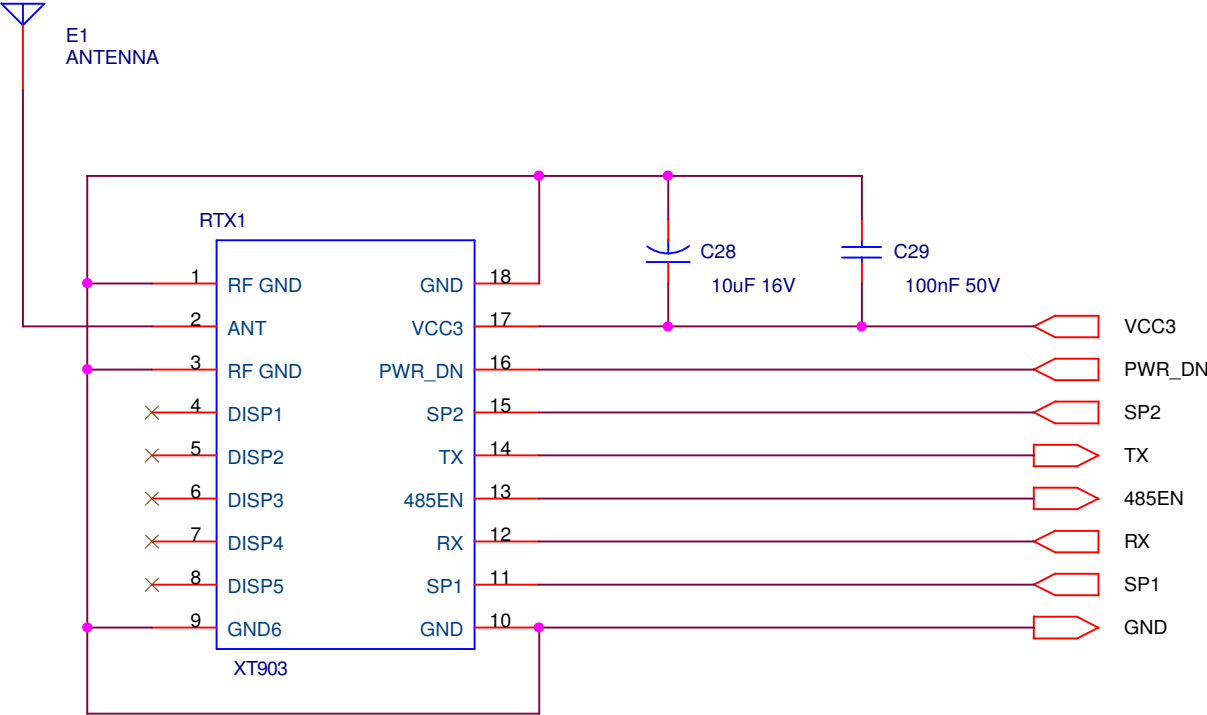 E1
ANTENNA
RTX1
C28
10uF 16V
C29
100nF 50V
1 RF GND GND 18
2 ANT VCC3 17 VCC3
3 RF GND PWR_DN 16 PWR_DN
4 DISP1 SP2 15 SP2
5 DISP2 TX 14 TX
6 DISP3 485EN 13 485EN
7 DISP4 RX 12 RX
8 DISP5 SP1 11 SP1
9 GND6 GND 10 GND
XT903